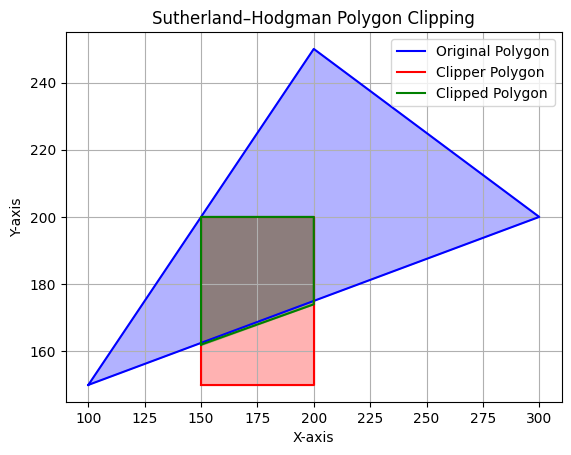 Sutherland–Hodgman Polygon Clipping
Original Polygon
Clipper Polygon
Clipped Polygon
240
220
200
180
160
Y-axis
100 125 150 175 200 225 250 275 300
X-axis